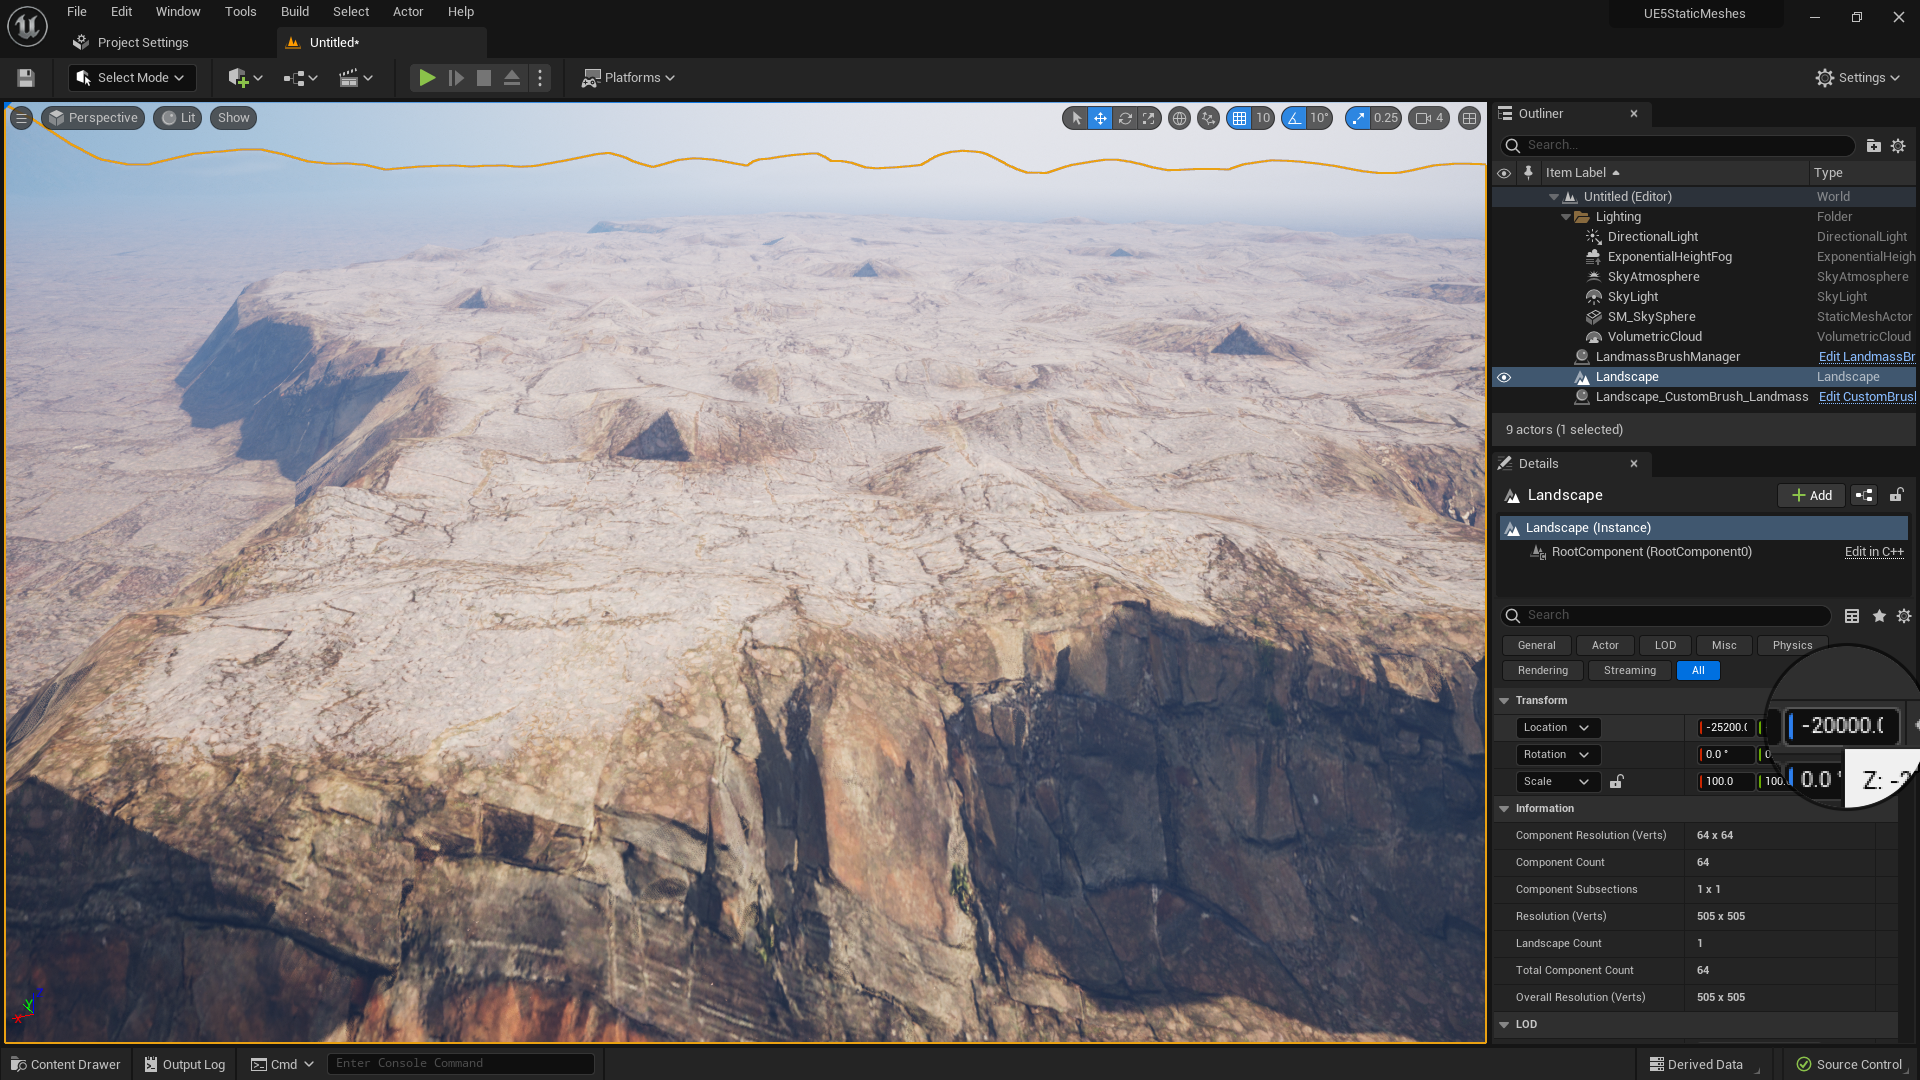 File Edit Window Tools Build Select Actor Help
UE5StaticMeshes
Project Settings
Untitled*
Select Mode
Platforms
Settings
Perspective
Lit
Show
10
10°
0.25
4
Outliner
Search...
Item Label
Type
Untitled (Editor) World
Lighting Folder
DirectionalLight DirectionalLight
ExponentialHeightFog ExponentialHeigh
SkyAtmosphere SkyAtmosphere
SkyLight SkyLight
SM_SkySphere StaticMeshActor
VolumetricCloud VolumetricCloud
LandmassBrushManager Edit LandmassBr
Landscape Landscape
Landscape_CustomBrush_Landmass Edit CustomBrusl
9 actors (1 selected)
Details
Landscape
Add
Landscape (Instance)
RootComponent (RootComponent0) Edit in C++
Search
General Actor LOD Misc Physics
Rendering Streaming All
Transform
Location -25200.( -20000.(
Rotation 0.0 ° 0. 0.0 °
Z: -2
Scale 100.0 100.
Information
Component Resolution (Verts) 64 x 64
Component Count 64
Component Subsections 1 x 1
Resolution (Verts) 505 x 505
Landscape Count 1
Total Component Count 64
Overall Resolution (Verts) 505 x 505
LOD
Z
Y
X
Content Drawer
Output Log
Cmd
Enter Console Command
Derived Data
Source Control